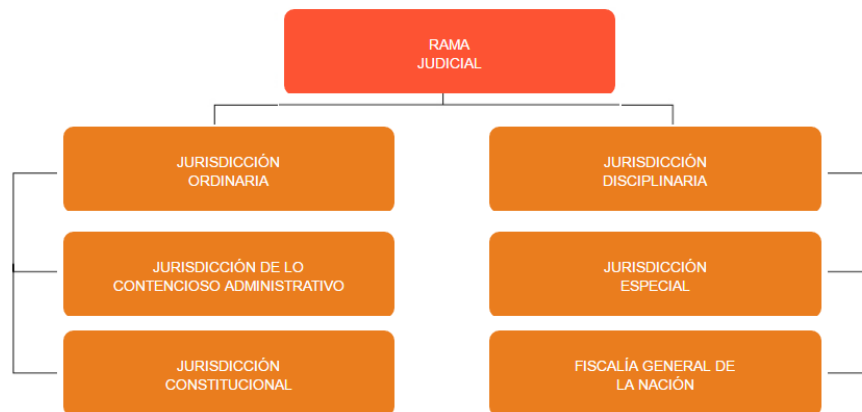 RAMA
JUDICIAL
JURISDICCIÓN
ORDINARIA
JURISDICCIÓN
DISCIPLINARIA
JURISDICCIÓN DE LO
CONTENCIOSO ADMINISTRATIVO
JURISDICCIÓN
ESPECIAL
JURISDICCIÓN
CONSTITUCIONAL
FISCALÍA GENERAL DE
LA NACIÓN